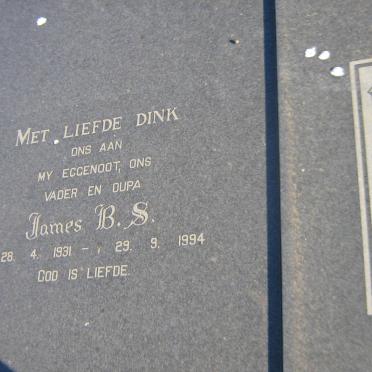 MET LIEFDE DINK
ONS AAN
MY EGGENOOT, ONS
VADER EN OUPA
James B. S.
28. 4. 1931 - 29. 9. 1994
GOD IS LIEFDE.